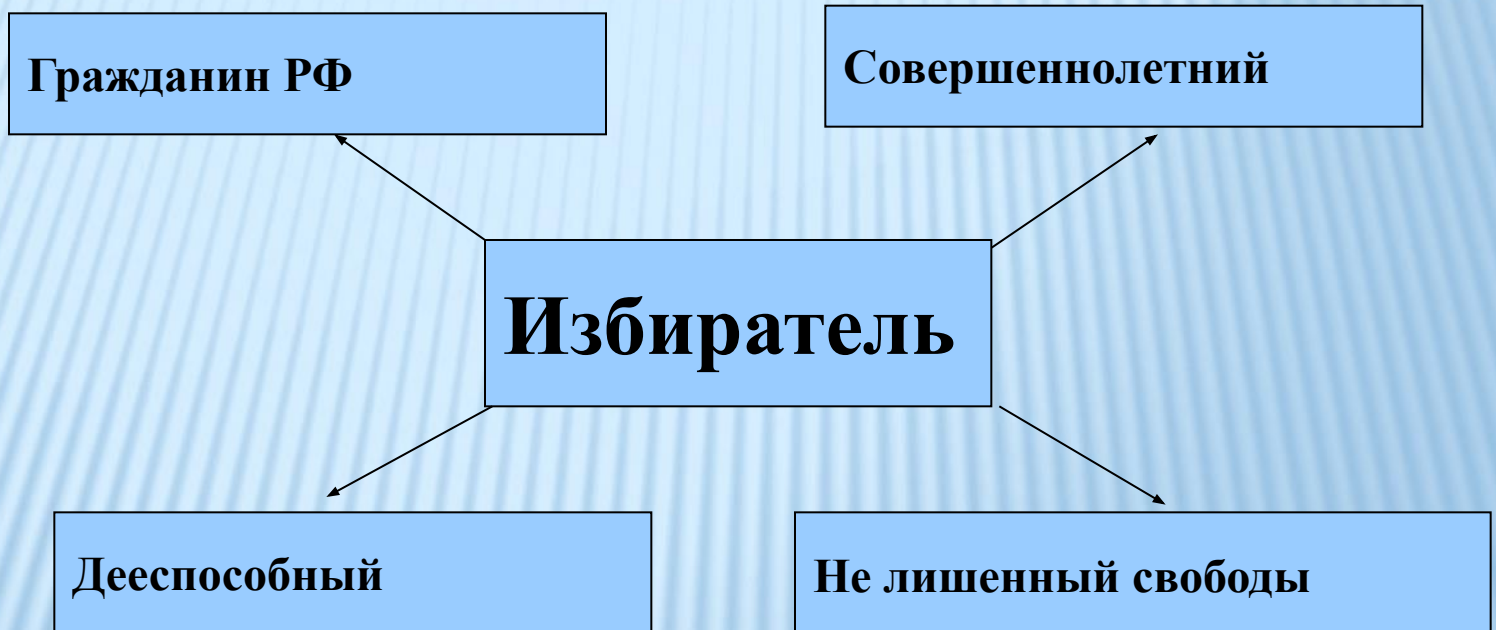 Гражданин РФ
Совершеннолетний
Избиратель
Дееспособный
Не лишенный свободы